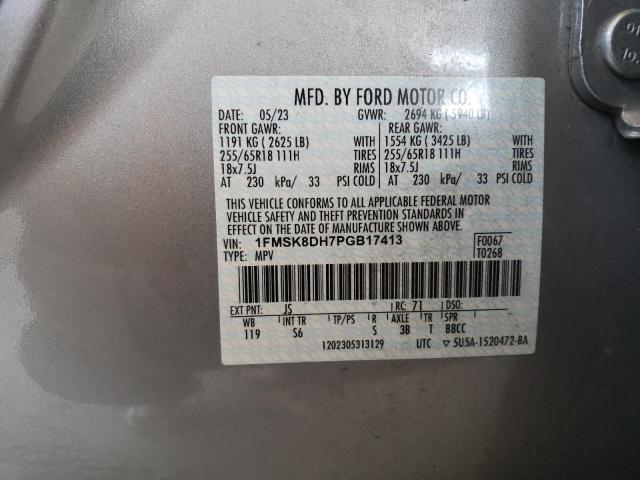 MFD. BY FORD MOTOR CO.
DATE: 05/23 GVWR: 2694 KG ( 5940 LB)
FRONT GAWR: REAR GAWR:
1191 KG ( 2625 LB) WITH 1554 KG ( 3425 LB) WITH
255/65R18 111H TIRES 255/65R18 111H TIRES
18x7.5J RIMS 18x7.5J RIMS
AT 230 kPa/ 33 PSI COLD AT 230 kPa/ 33 PSI COLD
THIS VEHICLE CONFORMS TO ALL APPLICABLE FEDERAL MOTOR
VEHICLE SAFETY AND THEFT PREVENTION STANDARDS IN
EFFECT ON THE DATE OF MANUFACTURE SHOWN ABOVE.
VIN: 1FMSK8DH7PGB17413 F0067
TYPE: MPV T0268
EXT PNT: JS RC: 71 DSO:
WB INT TR TP/PS R AXLE TR SPR
119 S6 S 3B T BBCC
1202305313129 UTC ▽ 5U5A-1520472-BA